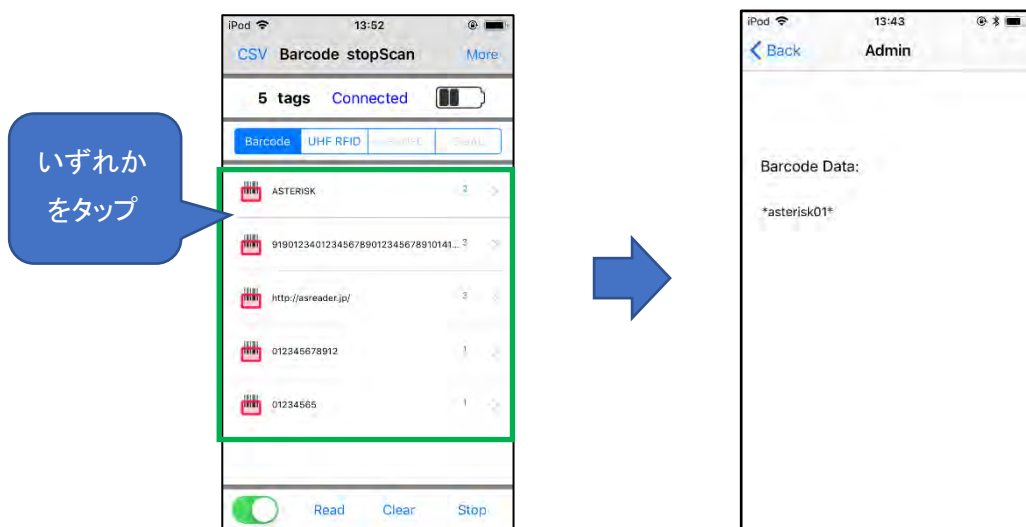 iPod 13:52
CSV Barcode stopScan More
5 tags Connected
Barcode UHF RFID
ASTERISK 2
919012340123456789012345678910141... 3
http://asreader.jp/ 3
012345678912 1
01234565 1
Read Clear Stop
いずれか
をタップ
iPod 13:43
Back Admin
Barcode Data:
*asterisk01*